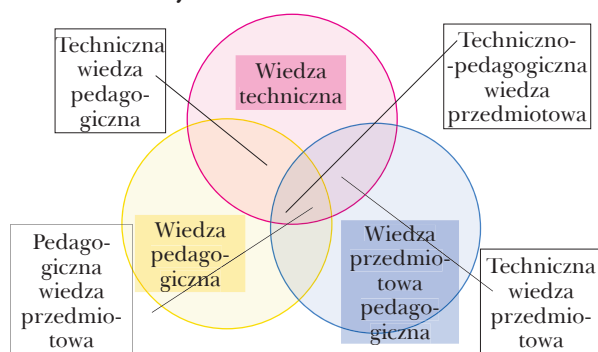 Techniczna
wiedza
pedago-
giczna
Wiedza
techniczna
Techniczno-
-pedagogiczna
wiedza
przedmiotowa
Pedago-
giczna
wiedza
przedmio-
towa
Wiedza
pedago-
giczna
Wiedza
przedmio-
towa
pedago-
giczna
Techniczna
wiedza
przedmio-
towa